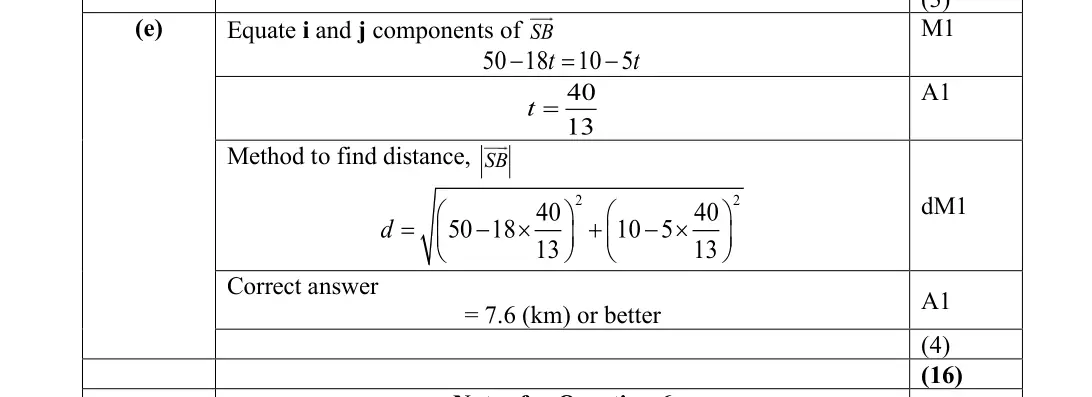 (e) Equate i and j components of SB⃗ M1
50−18t = 10−5t
t = 40/13 A1
Method to find distance, |SB⃗|
d = √((50−18×40/13)² + (10−5×40/13)²) dM1
Correct answer
= 7.6 (km) or better A1
(4)
(16)